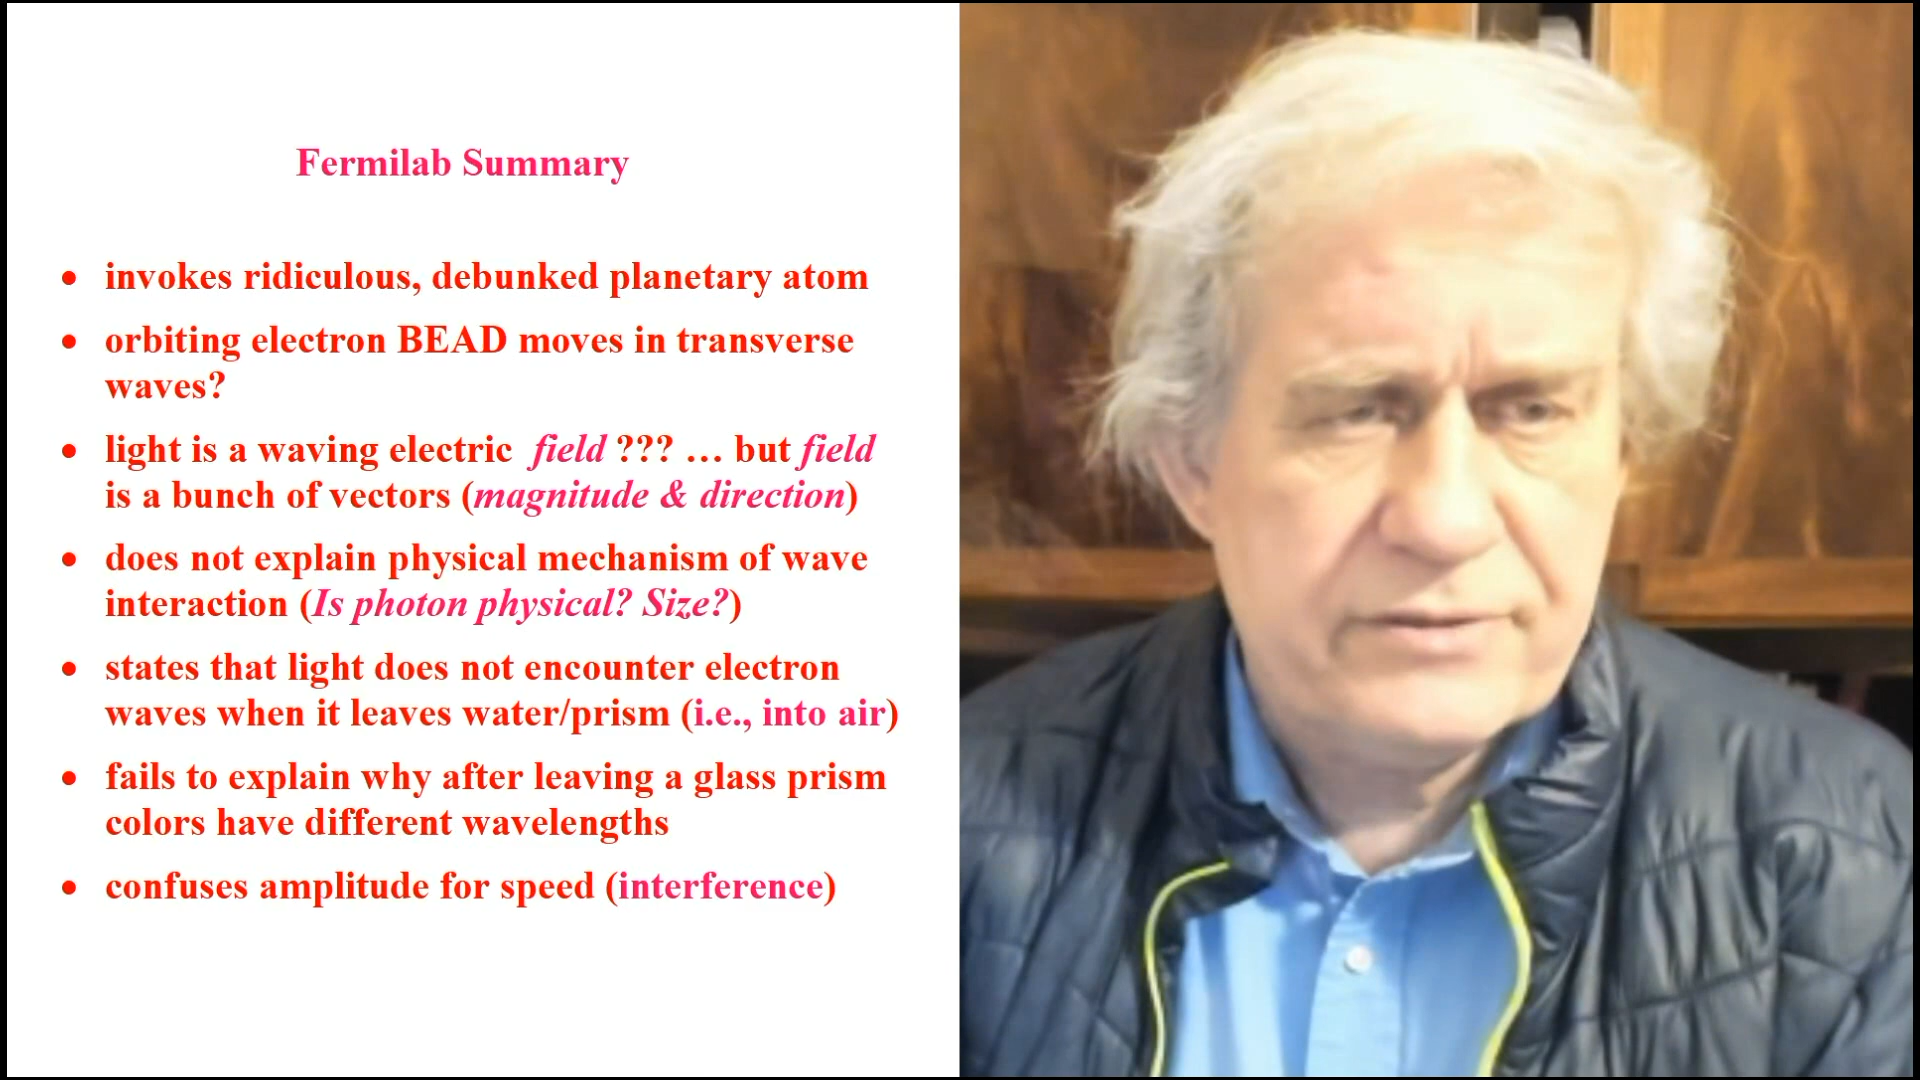 Fermilab Summary
• invokes ridiculous, debunked planetary atom
• orbiting electron BEAD moves in transverse
waves?
• light is a waving electric field ??? … but field
is a bunch of vectors (magnitude & direction)
• does not explain physical mechanism of wave
interaction (Is photon physical? Size?)
• states that light does not encounter electron
waves when it leaves water/prism (i.e., into air)
• fails to explain why after leaving a glass prism
colors have different wavelengths
• confuses amplitude for speed (interference)